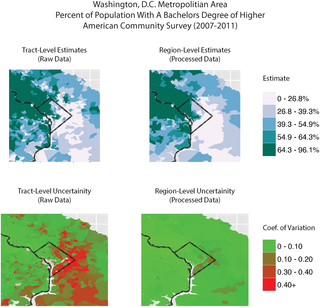 Washington, D.C. Metropolitan Area
Percent of Population With A Bachelors Degree of Higher
American Community Survey (2007-2011)
Tract-Level Estimates
(Raw Data)
Region-Level Estimates
(Processed Data)
Estimate
0 - 26.8%
26.8 - 39.3%
39.3 - 54.9%
54.9 - 64.3%
64.3 - 96.1%
Tract-Level Uncertainity
(Raw Data)
Region-Level Uncertainity
(Processed Data)
Coef. of Variation
0 - 0.10
0.10 - 0.20
0.30 - 0.40
0.40+